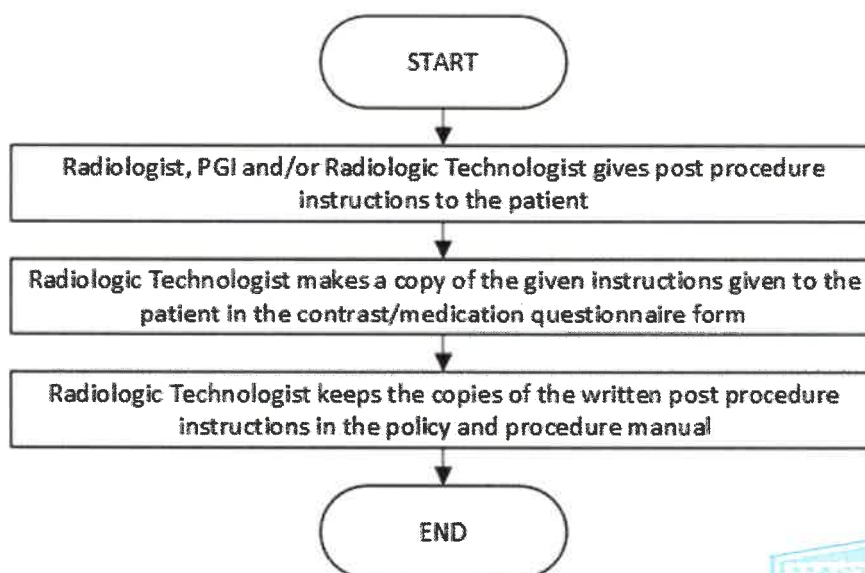 START
Radiologist, PGI and/or Radiologic Technologist gives post procedure
instructions to the patient
Radiologic Technologist makes a copy of the given instructions given to the
patient in the contrast/medication questionnaire form
Radiologic Technologist keeps the copies of the written post procedure
instructions in the policy and procedure manual
END